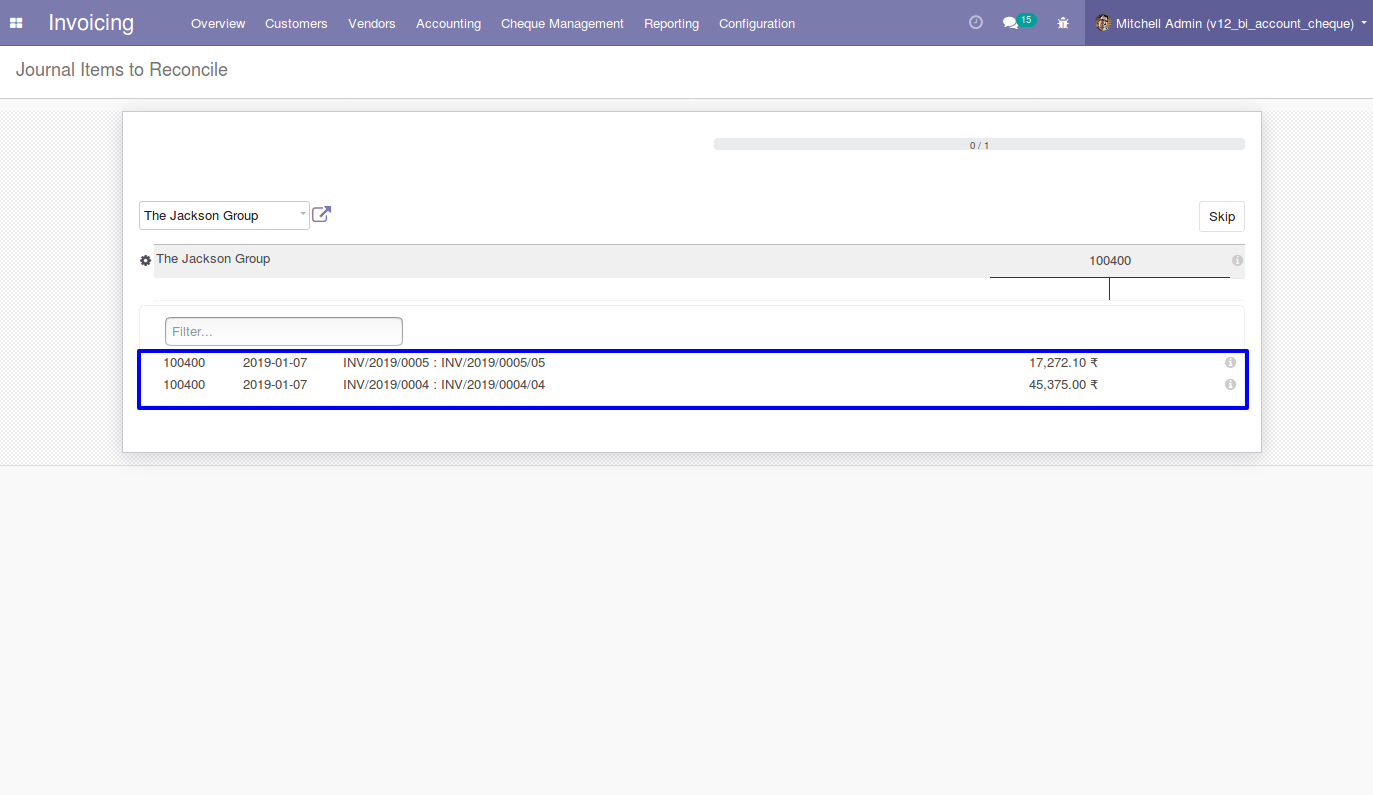 Invoicing Overview Customers Vendors Accounting Cheque Management Reporting Configuration 15 Mitchell Admin (v12_bi_account_cheque)
Journal Items to Reconcile
0 / 1
The Jackson Group Skip
The Jackson Group 100400
Filter...
100400 2019-01-07 INV/2019/0005 : INV/2019/0005/05 17,272.10 ₹
100400 2019-01-07 INV/2019/0004 : INV/2019/0004/04 45,375.00 ₹